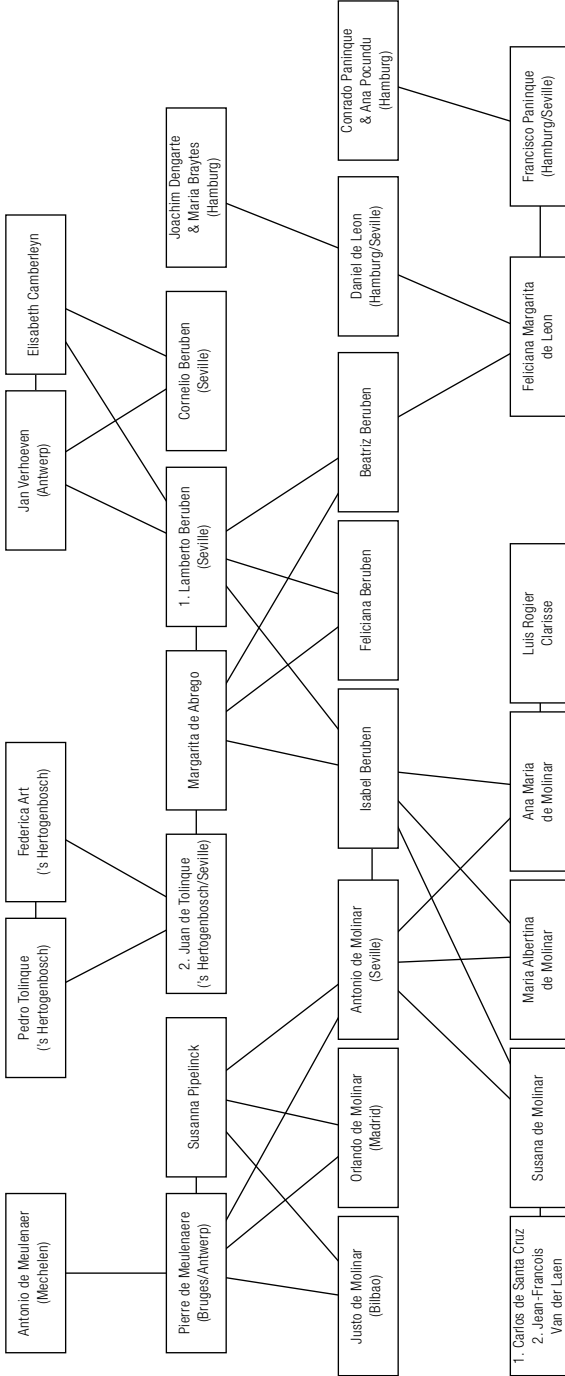 Antonio de Meulenaer
(Mechelen)
Pedro Tolinque
('s Hertogenbosch)
Federica Art
('s Hertogenbosch)
Jan Verhoeven
(Antwerp)
Elisabeth Camberleyn
Pierre de Meulenaere
(Bruges/Antwerp)
Susanna Pipelinck
2. Juan de Tolinque
('s Hertogenbosch/Seville)
Margarita de Abrego
1. Lamberto Beruben
(Seville)
Cornelio Beruben
(Seville)
Joachim Dengarte
& Maria Braytes
(Hamburg)
Justo de Molinar
(Bilbao)
Orlando de Molinar
(Madrid)
Antonio de Molinar
(Seville)
Isabel Beruben
Feliciana Beruben
Beatriz Beruben
Daniel de Leon
(Hamburg/Seville)
Conrado Paninque
& Ana Pocundu
(Hamburg)
1. Carlos de Santa Cruz
2. Jean-Francois
Van der Laen
Susana de Molinar
Maria Albertina
de Molinar
Ana Maria
de Molinar
Luis Rogier
Clarisse
Feliciana Margarita
de Leon
Francisco Paninque
(Hamburg/Seville)